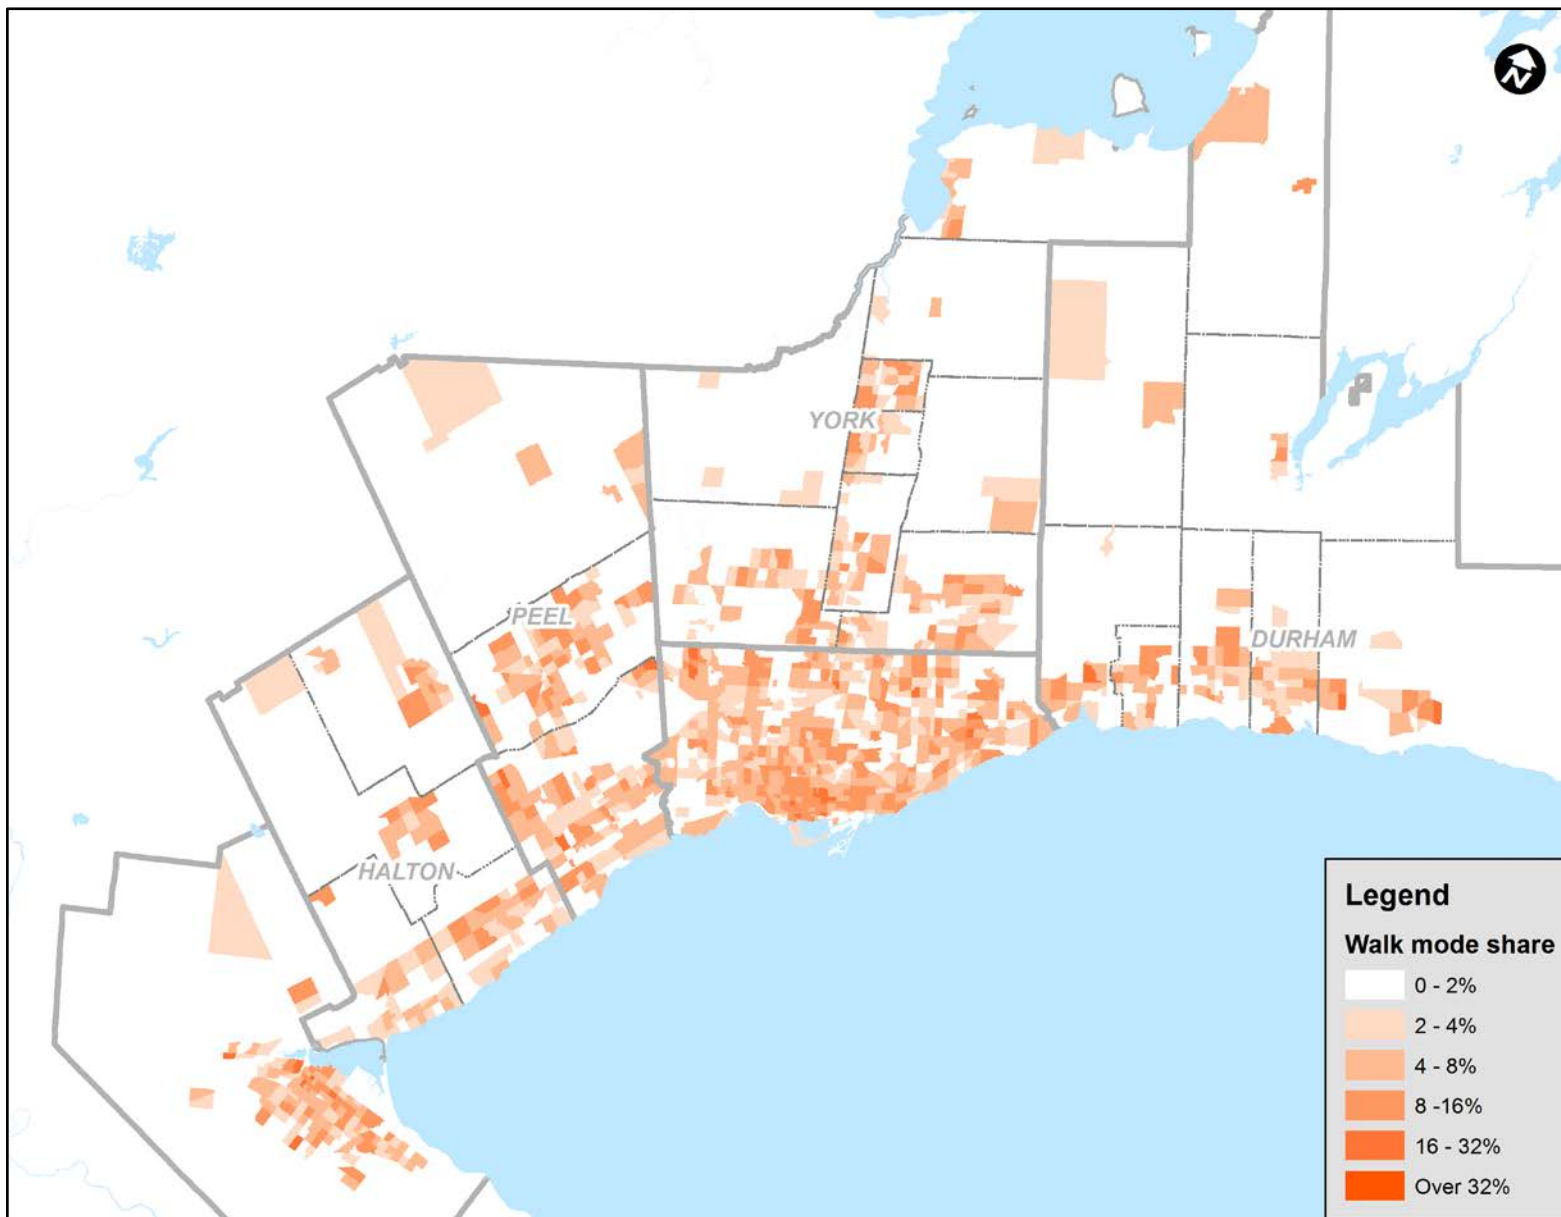 N
YORK
PEEL
DURHAM
HALTON
Legend
Walk mode share
0 - 2%
2 - 4%
4 - 8%
8 -16%
16 - 32%
Over 32%